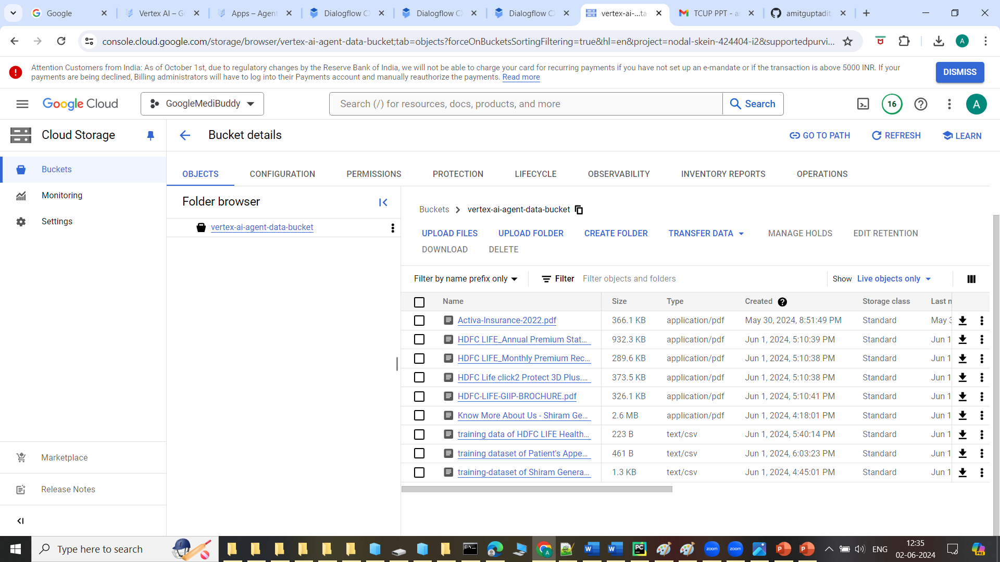 Google
Vertex AI – G
Apps – Agent
Dialogflow C
Dialogflow C
Dialogflow C
vertex-ai-...ta
TCUP PPT - a
amitguptadit
console.cloud.google.com/storage/browser/vertex-ai-agent-data-bucket;tab=objects?forceOnBucketsSortingFiltering=true&hl=en&project=nodal-skein-424404-i2&supportedpurvi...
A
Attention Customers from India: As of October 1st, due to regulatory changes by the Reserve Bank of India, we will not be able to charge your card for recurring payments if you have not set up an e-mandate or if the transaction is above 5000 INR. If your
payments are being declined, Billing administrators will have to log into their Payments account and manually reauthorize the payments. Read more
DISMISS
Google Cloud
GoogleMediBuddy
Search (/) for resources, docs, products, and more
Search
16
A
Cloud Storage
Bucket details
GO TO PATH
REFRESH
LEARN
Buckets
Monitoring
Settings
Marketplace
Release Notes
OBJECTS CONFIGURATION PERMISSIONS PROTECTION LIFECYCLE OBSERVABILITY INVENTORY REPORTS OPERATIONS
Folder browser
vertex-ai-agent-data-bucket
Buckets > vertex-ai-agent-data-bucket
UPLOAD FILES UPLOAD FOLDER CREATE FOLDER TRANSFER DATA MANAGE HOLDS EDIT RETENTION
DOWNLOAD DELETE
Filter by name prefix only Filter Filter objects and folders Show Live objects only
Name Size Type Created Storage class Last
Activa-Insurance-2022.pdf 366.1 KB application/pdf May 30, 2024, 8:51:49 PM Standard May 3
HDFC LIFE_Annual Premium Stat... 932.3 KB application/pdf Jun 1, 2024, 5:10:39 PM Standard Jun 1
HDFC LIFE_Monthly Premium Rec... 289.6 KB application/pdf Jun 1, 2024, 5:10:38 PM Standard Jun 1
HDFC Life click2 Protect 3D Plus.... 373.5 KB application/pdf Jun 1, 2024, 5:10:38 PM Standard Jun 1
HDFC-LIFE-GIIP-BROCHURE.pdf 326.1 KB application/pdf Jun 1, 2024, 5:10:41 PM Standard Jun 1
Know More About Us - Shiram Ge... 2.6 MB application/pdf Jun 1, 2024, 4:18:01 PM Standard Jun 1
training data of HDFC LIFE Health... 223 B text/csv Jun 1, 2024, 5:40:14 PM Standard Jun 1
training dataset of Patient's Appe... 461 B text/csv Jun 1, 2024, 6:03:23 PM Standard Jun 1
training-dataset of Shiram Genera... 1.3 KB text/csv Jun 1, 2024, 4:45:01 PM Standard Jun 1
Type here to search
zoom
zoom
ENG
12:35
02-06-2024
PRE